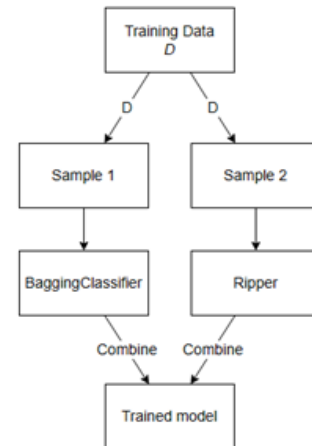 Training Data
D
D
D
Sample 1
Sample 2
BaggingClassifier
Ripper
Combine
Combine
Trained model